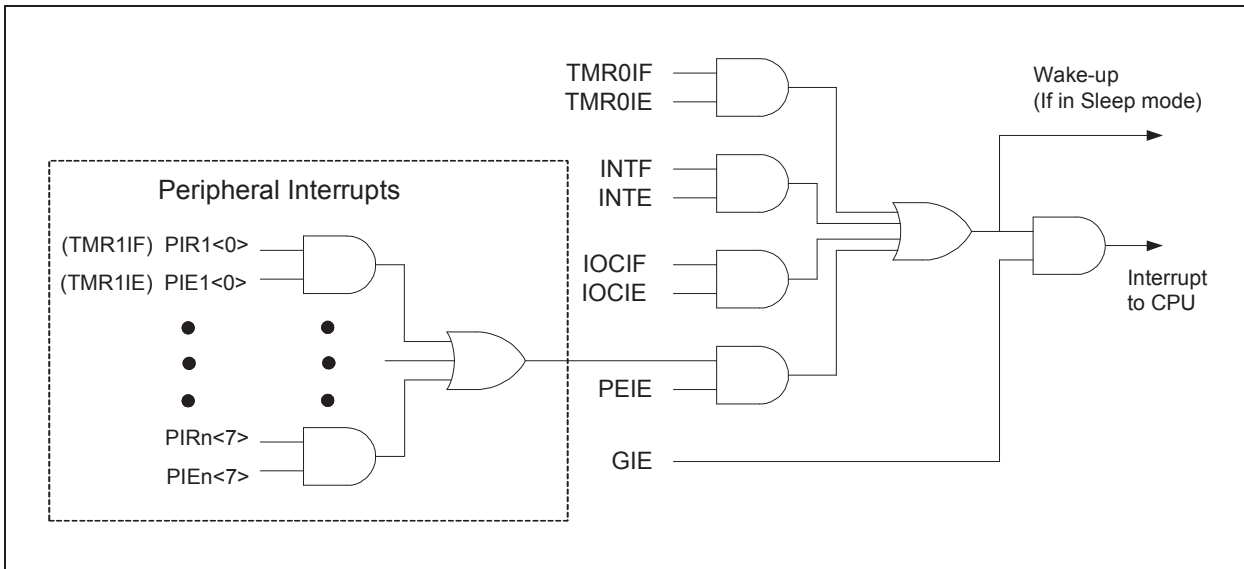 TMR0IF
TMR0IE
Wake-up
(If in Sleep mode)
INTF
INTE
Peripheral Interrupts
(TMR1IF) PIR1<0>
(TMR1IE) PIE1<0>
IOCIF
IOCIE
Interrupt
to CPU
PEIE
PIRn<7>
PIEn<7>
GIE